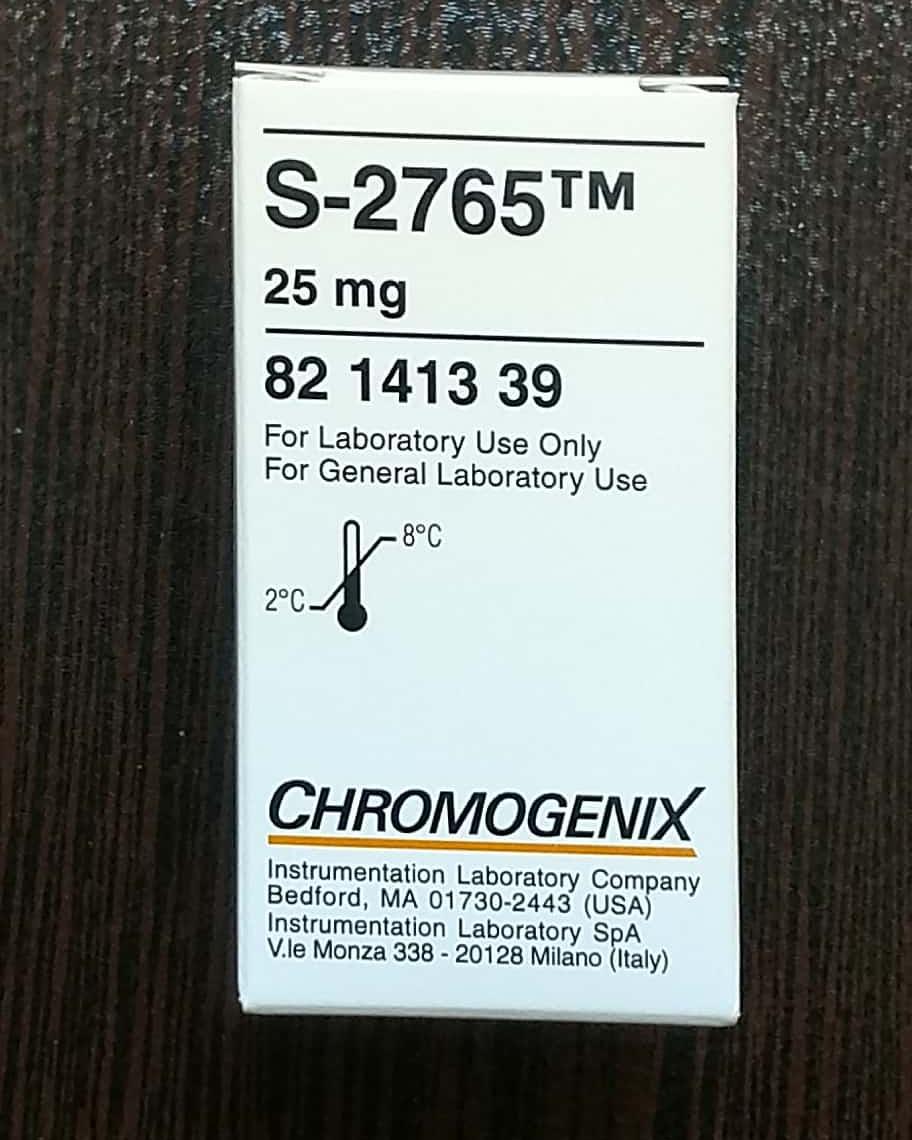 S-2765™
25 mg
82 1413 39
For Laboratory Use Only
For General Laboratory Use
8°C
2°C
CHROMOGENIX
Instrumentation Laboratory Company
Bedford, MA 01730-2443 (USA)
Instrumentation Laboratory SpA
V.le Monza 338 - 20128 Milano (Italy)